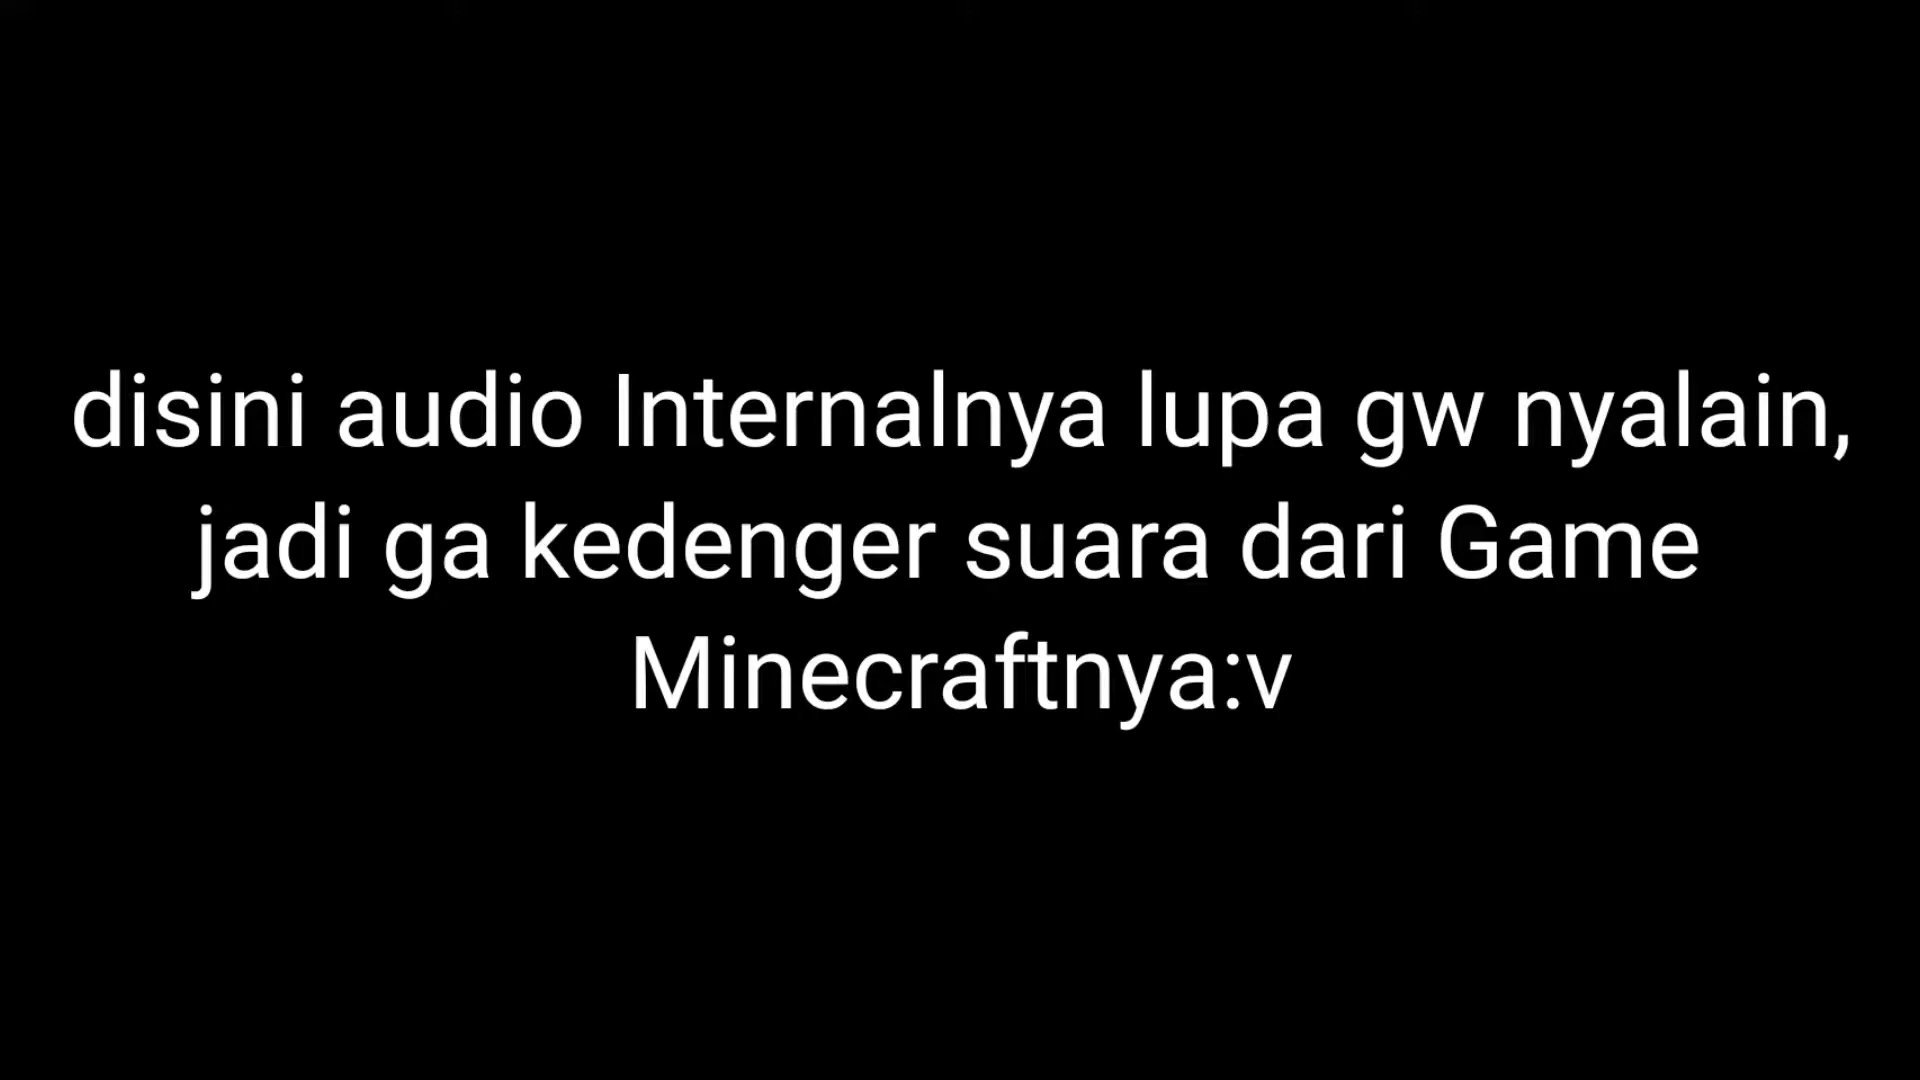 disini audio Internalnya lupa gw nyalain,
jadi ga kedenger suara dari Game
Minecraftnya:v